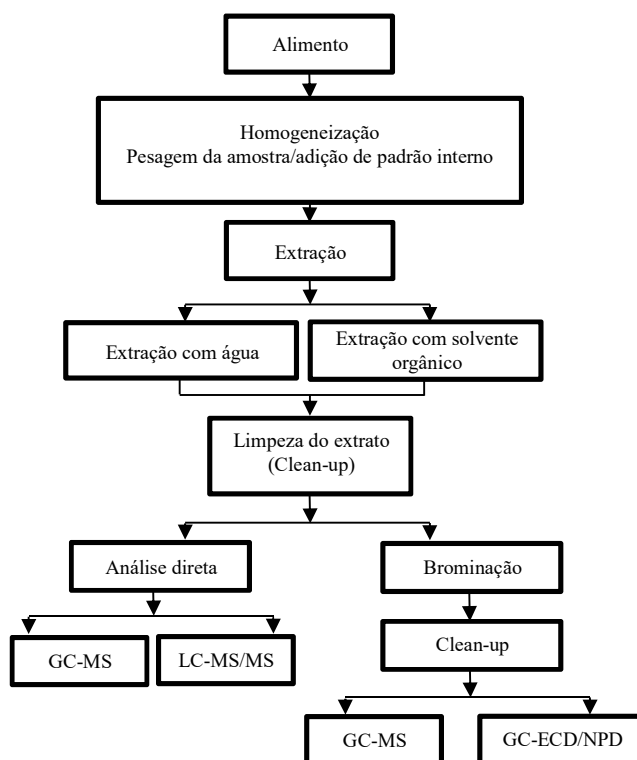 Alimento
Homogeneização
Pesagem da amostra/adição de padrão interno
Extração
Extração com água
Extração com solvente
orgânico
Limpeza do extrato
(Clean-up)
Análise direta
Brominação
GC-MS
LC-MS/MS
Clean-up
GC-MS
GC-ECD/NPD